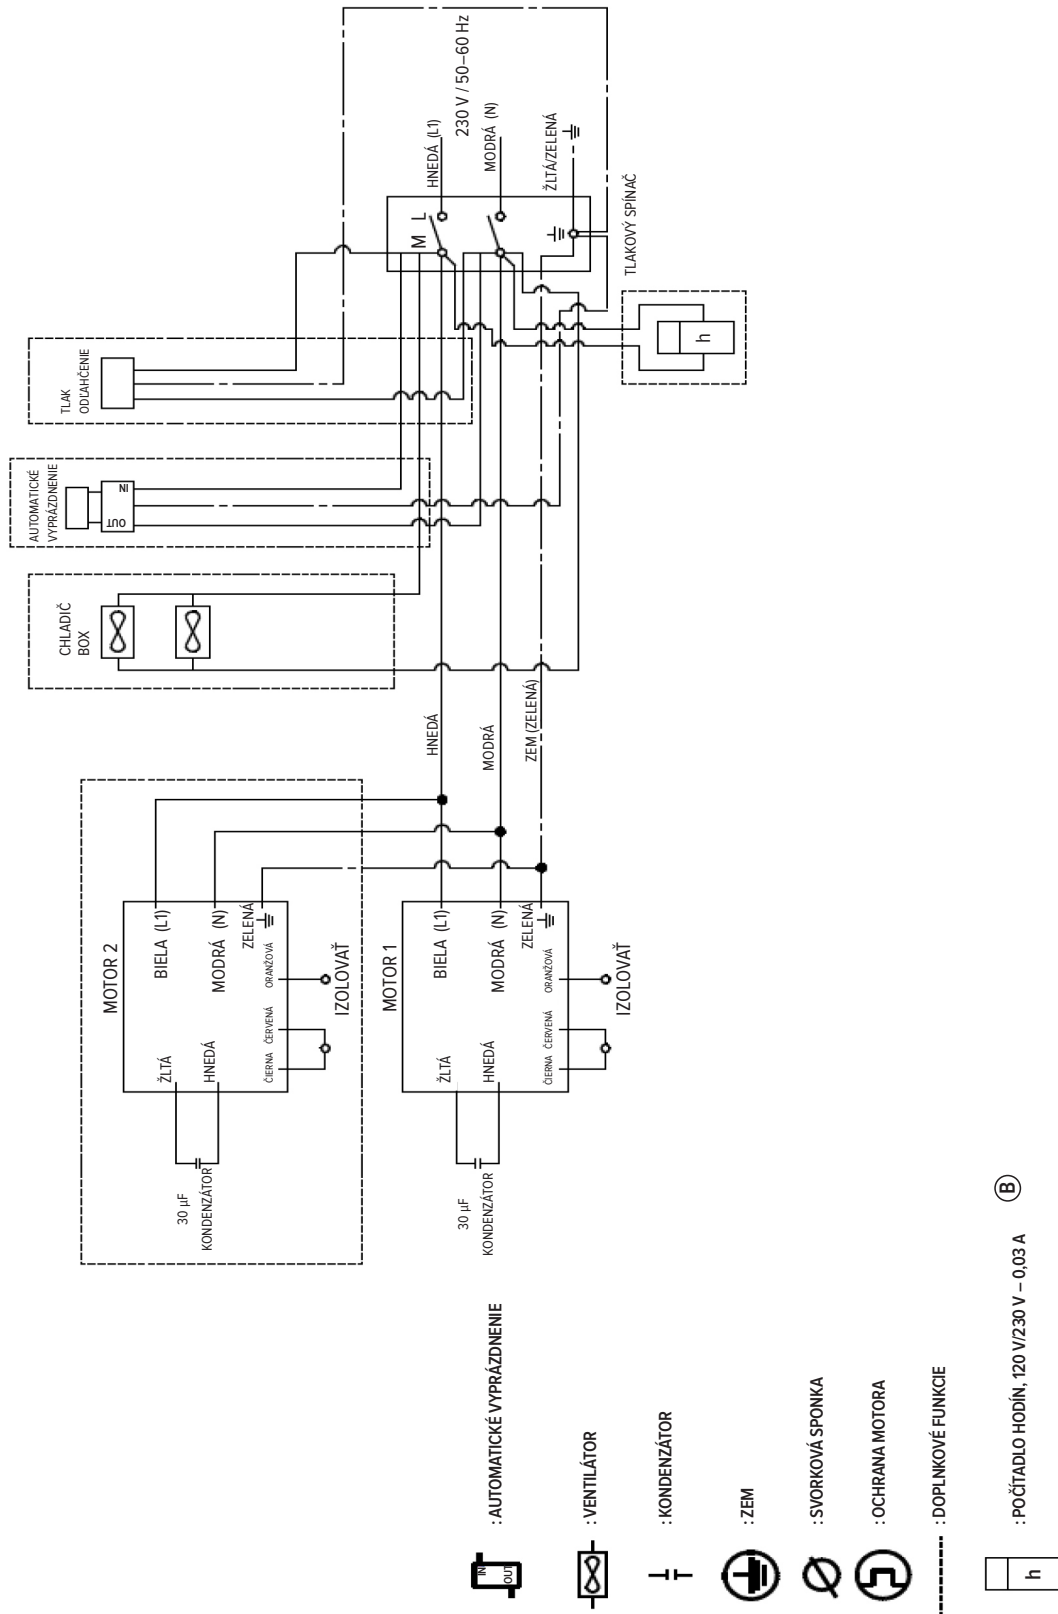 230 V / 50–60 Hz
HNEDÁ (L1)
MODRÁ (N)
ŽLTÁ/ZELENÁ
M L
TLAKOVÝ SPÍNAČ
h
TLAK
ODĽAHČENIE
AUTOMATICKÉ
VYPRÁZDNENIE
IN
OUT
CHLADIČ
BOX
HNEDÁ
MODRÁ
ZEM (ZELENÁ)
MOTOR 2
BIELA (L1)
MODRÁ (N)
ZELENÁ
ŽLTÁ
HNEDÁ
ČIERNA
ČERVENÁ
ORANŽOVÁ
IZOLOVAŤ
30 µF
KONDENZÁTOR
MOTOR 1
BIELA (L1)
MODRÁ (N)
ZELENÁ
ŽLTÁ
HNEDÁ
ČIERNA
ČERVENÁ
ORANŽOVÁ
IZOLOVAŤ
30 µF
KONDENZÁTOR
IN
OUT
: AUTOMATICKÉ VYPRÁZDNENIE
: VENTILÁTOR
: KONDENZÁTOR
: ZEM
: SVORKOVÁ SPONKA
: OCHRANA MOTORA
: DOPLNKOVÉ FUNKCIE
h
: POČÍTADLO HODÍN, 120 V/230 V – 0,03 A
B